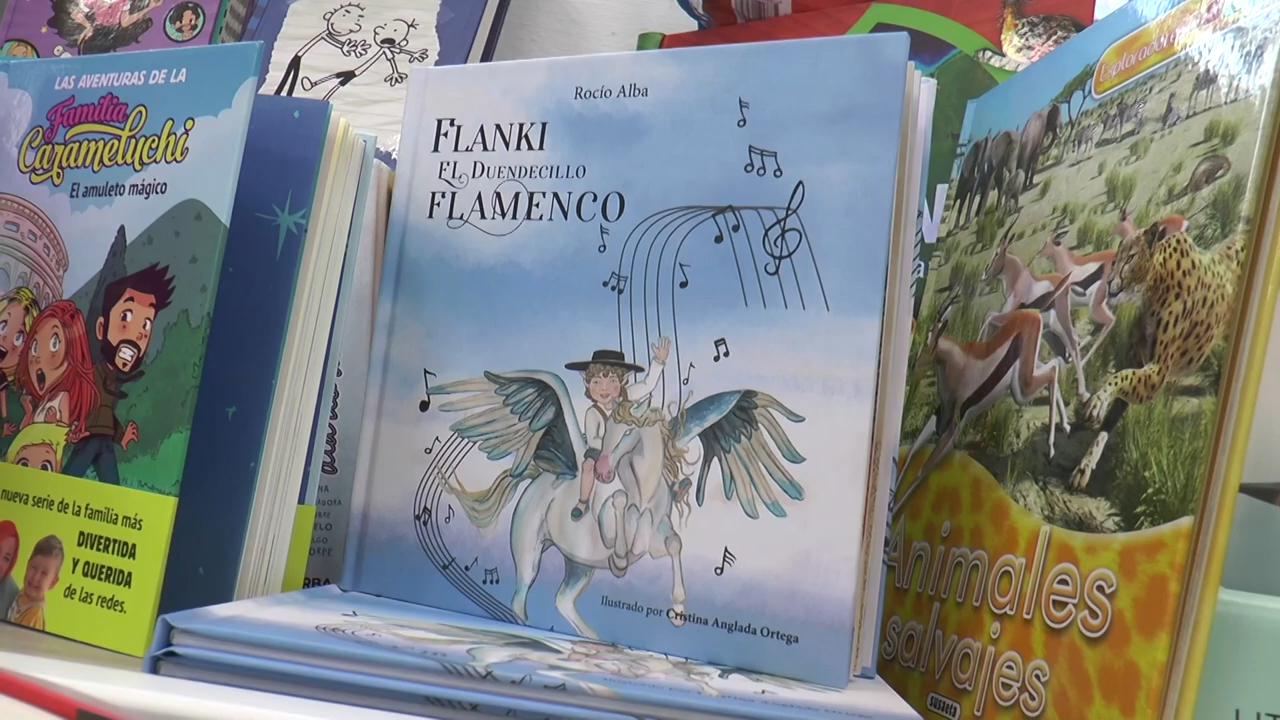 LAS AVENTURAS DE LA
Familia
Carameluchi
El amuleto mágico
nueva serie de la familia más
DIVERTIDA
Y QUERIDA
de las redes.
Rocío Alba
FLANKI
EL DUENDECILLO
FLAMENCO
Ilustrado por Cristina Anglada Ortega
Animales
salvajes
susaeta